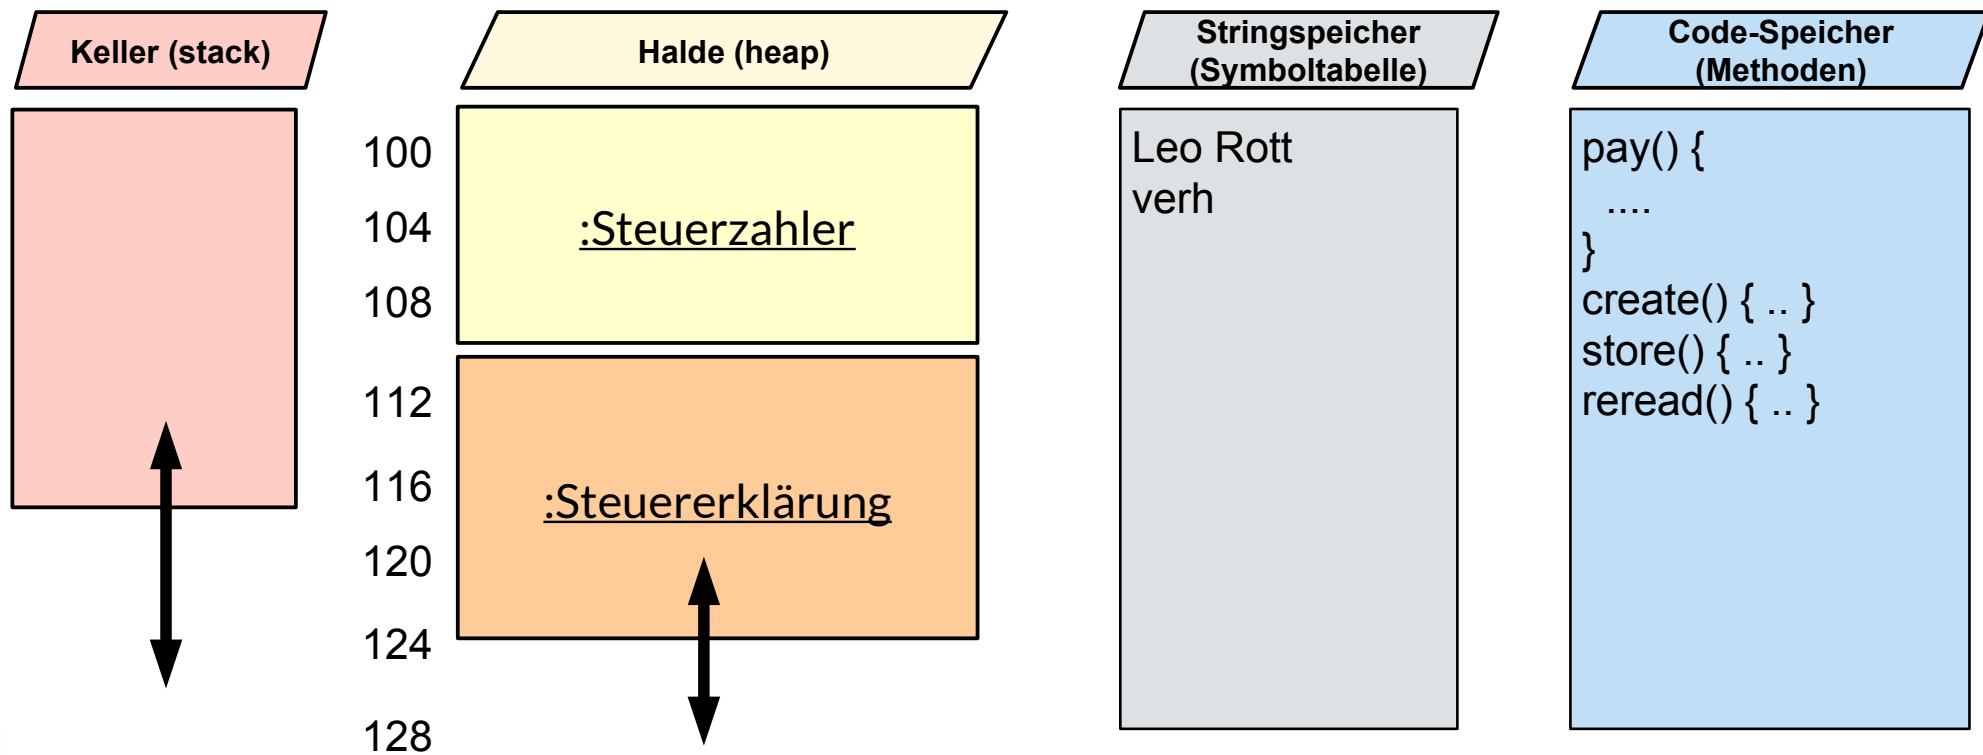 Keller (stack)
Halde (heap)
Stringspeicher
(Symboltabelle)
Code-Speicher
(Methoden)
100
104
108
112
116
120
124
128
:Steuerzahler
:Steuererklärung
Leo Rott
verh
pay() {
....
}
create() { .. }
store() { .. }
reread() { .. }